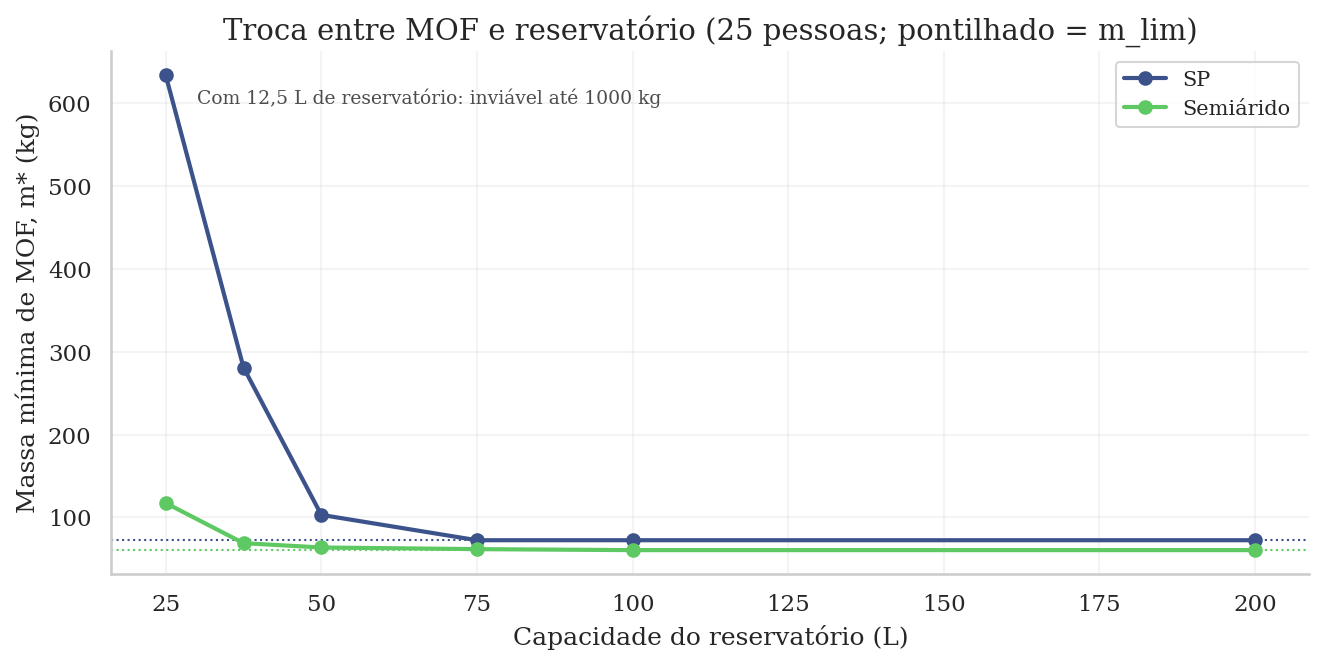 Troca entre MOF e reservatório (25 pessoas; pontilhado = m_lim)
Com 12,5 L de reservatório: inviável até 1000 kg
SP
Semiárido
Massa mínima de MOF, m* (kg)
600
500
400
300
200
100
25 50 75 100 125 150 175 200
Capacidade do reservatório (L)